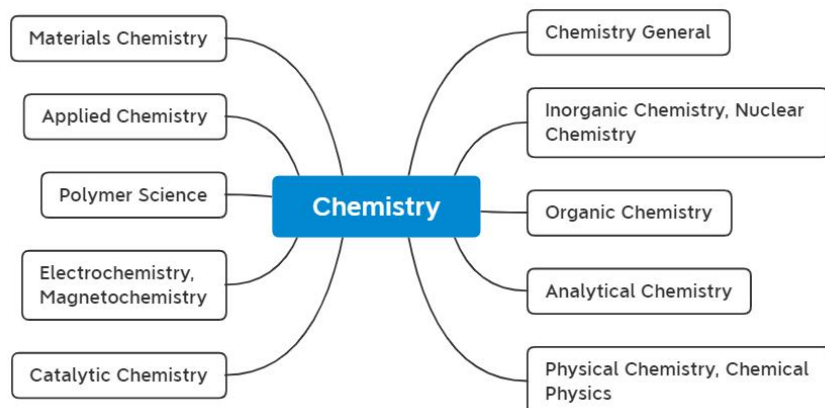 Materials Chemistry
Applied Chemistry
Polymer Science
Electrochemistry,
Magnetochemistry
Catalytic Chemistry
Chemistry
Chemistry General
Inorganic Chemistry, Nuclear
Chemistry
Organic Chemistry
Analytical Chemistry
Physical Chemistry, Chemical
Physics